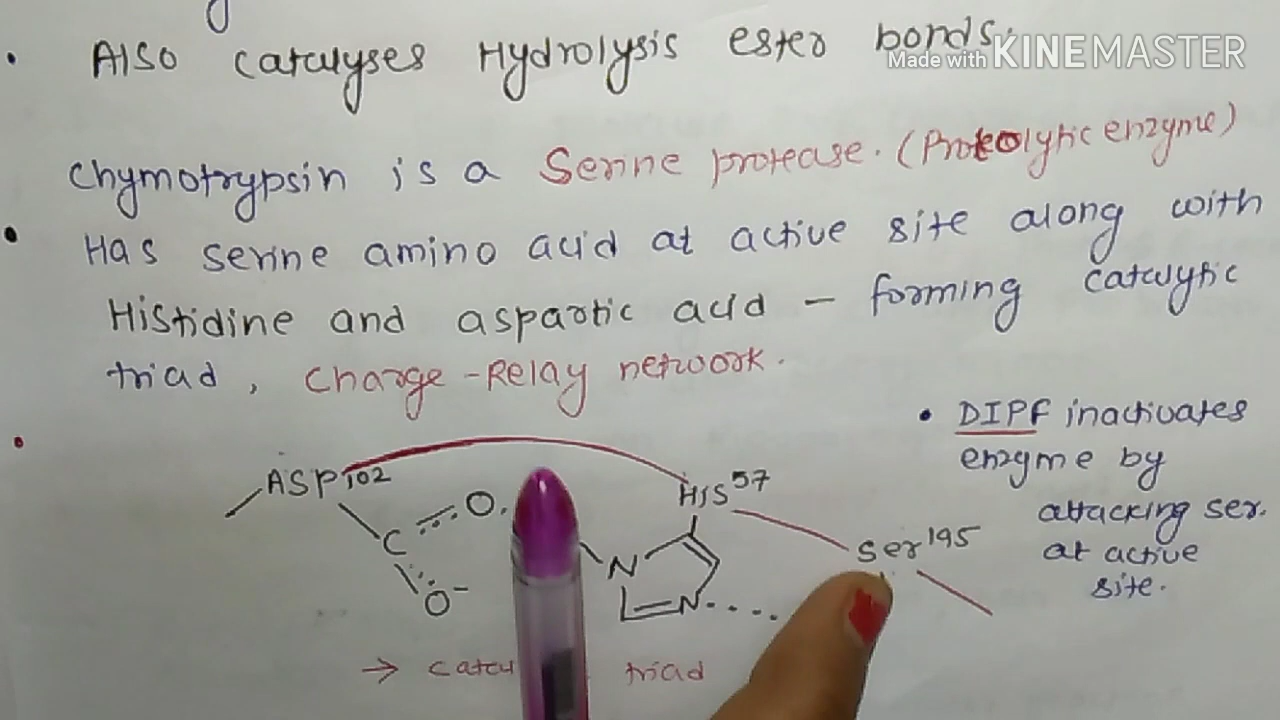 • Also catalyses Hydrolysis ester bonds.
Made with KINEMASTER
Chymotrypsin is a Serine protease. (Proteolytic enzyme)
• Has serine amino acid at active site along with
Histidine and aspartic acid – forming catalytic
triad, Charge-Relay network.
• DIPF inactivates
enzyme by
attacking ser.
at active
site.
Asp102
His57
Ser195
C O
O-
N
N
→ triad